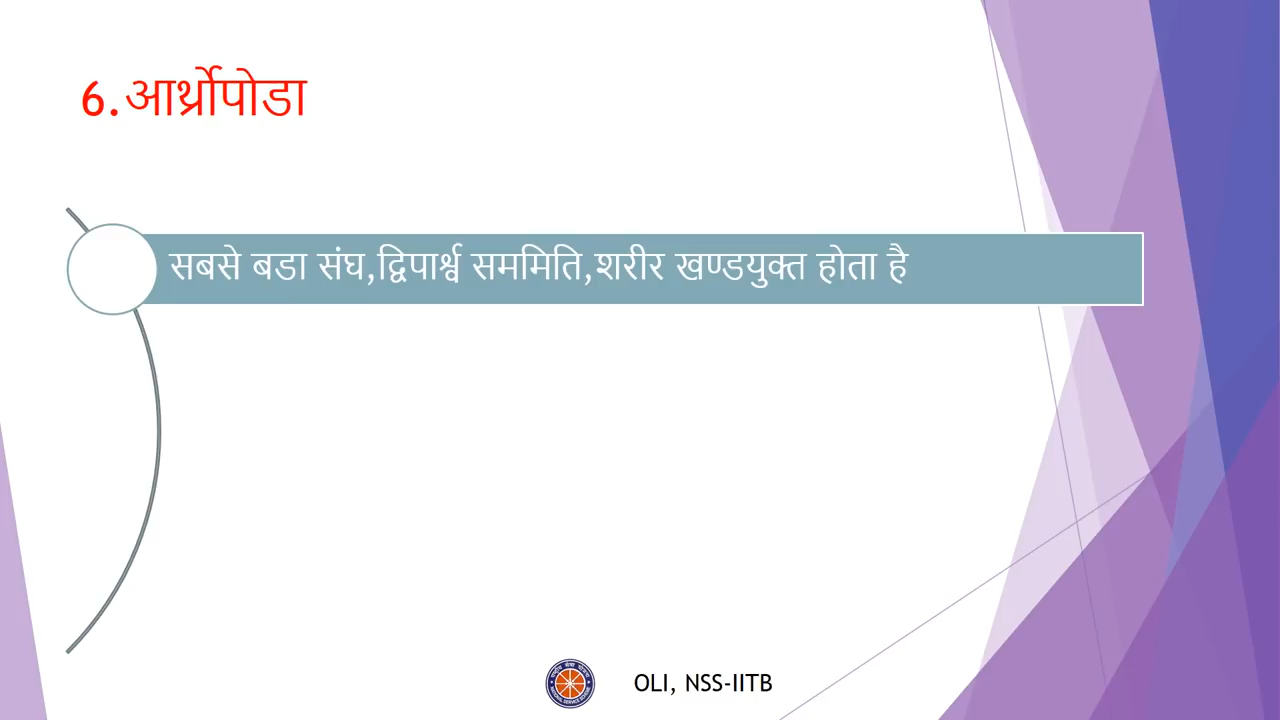 6.आर्थ्रोपोडा
सबसे बडा संघ,द्विपार्श्व सममिति,शरीर खण्डयुक्त होता है
OLI, NSS-IITB